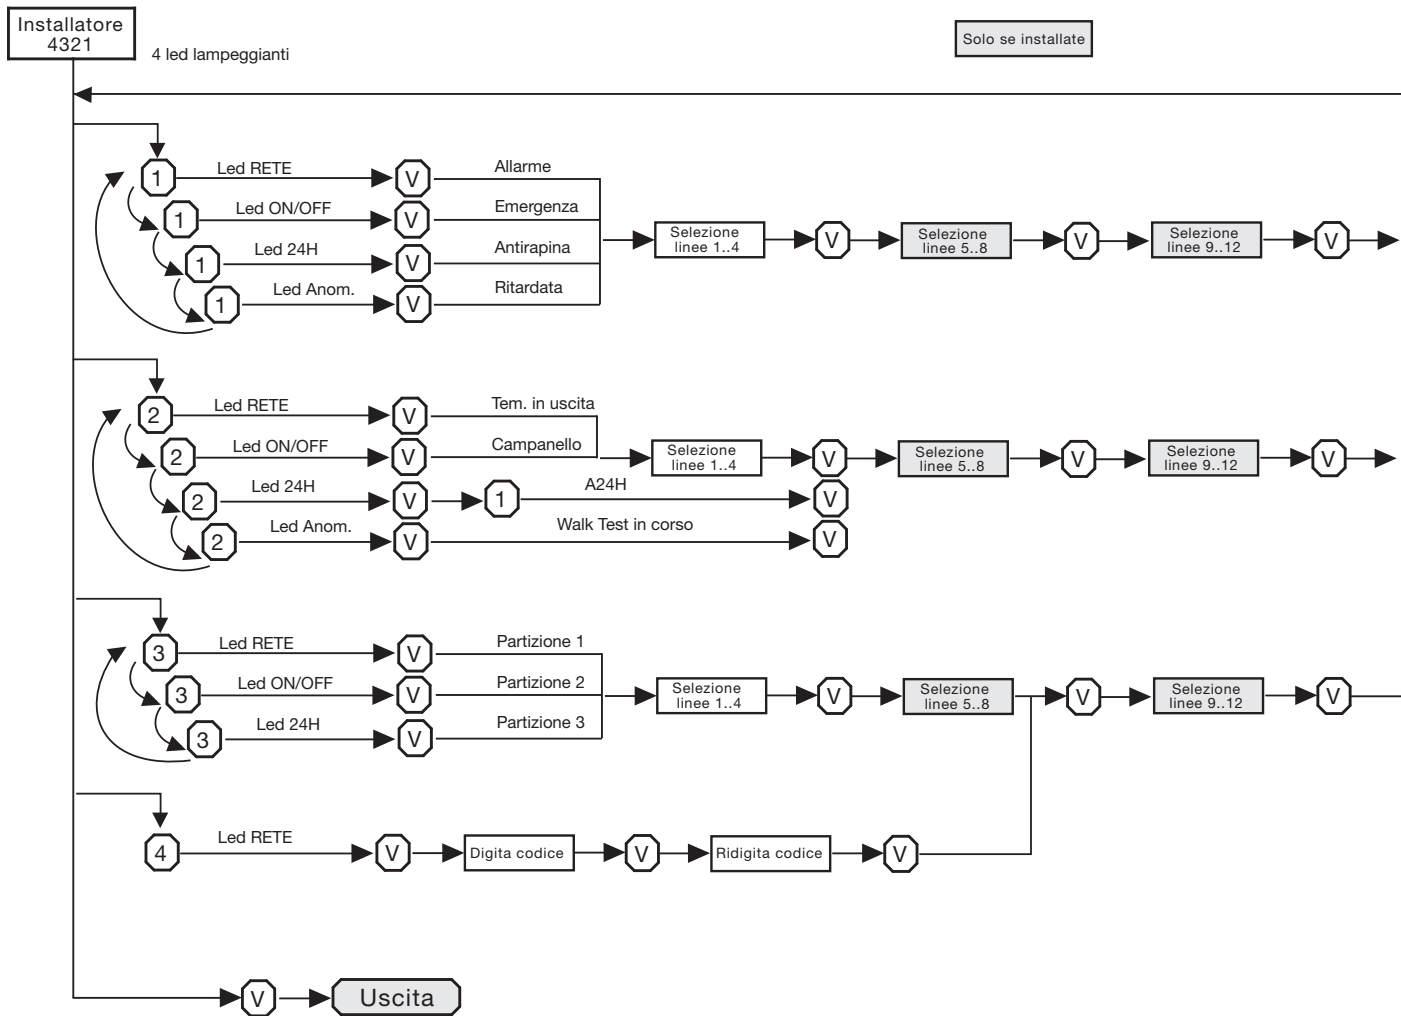 Installatore
4321
4 led lampeggianti
Solo se installate
1
Led RETE
V
Allarme
1
Led ON/OFF
V
Emergenza
Selezione
linee 1..4
V
Selezione
linee 5..8
V
Selezione
linee 9..12
V
1
Led 24H
V
Antirapina
1
Led Anom.
V
Ritardata
2
Led RETE
V
Tem. in uscita
2
Led ON/OFF
V
Campanello
Selezione
linee 1..4
V
Selezione
linee 5..8
V
Selezione
linee 9..12
V
2
Led 24H
V
1
A24H
V
2
Led Anom.
V
Walk Test in corso
V
3
Led RETE
V
Partizione 1
3
Led ON/OFF
V
Partizione 2
Selezione
linee 1..4
V
Selezione
linee 5..8
V
Selezione
linee 9..12
V
3
Led 24H
V
Partizione 3
4
Led RETE
V
Digita codice
V
Ridigita codice
V
V
Uscita